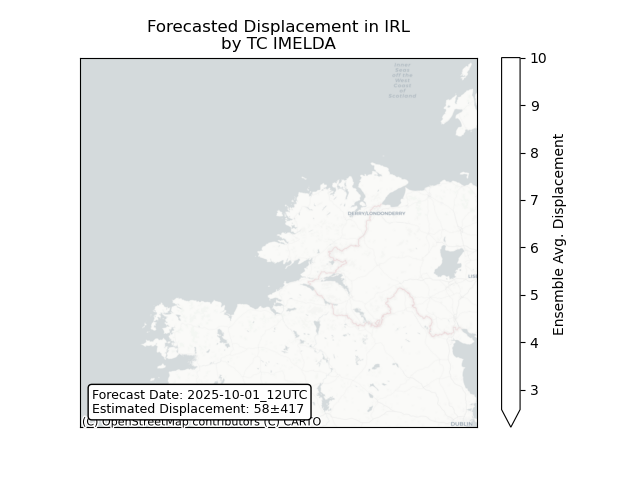 Forecasted Displacement in IRL
by TC IMELDA
Inner
Seas
off the
West
Coast
of
Scotland
DERRY/LONDONDERRY
LIS
DUBLIN
10
9
8
7
6
5
4
3
Ensemble Avg. Displacement
Forecast Date: 2025-10-01_12UTC
Estimated Displacement: 58±417
(C) OpenStreetMap contributors (C) CARTO